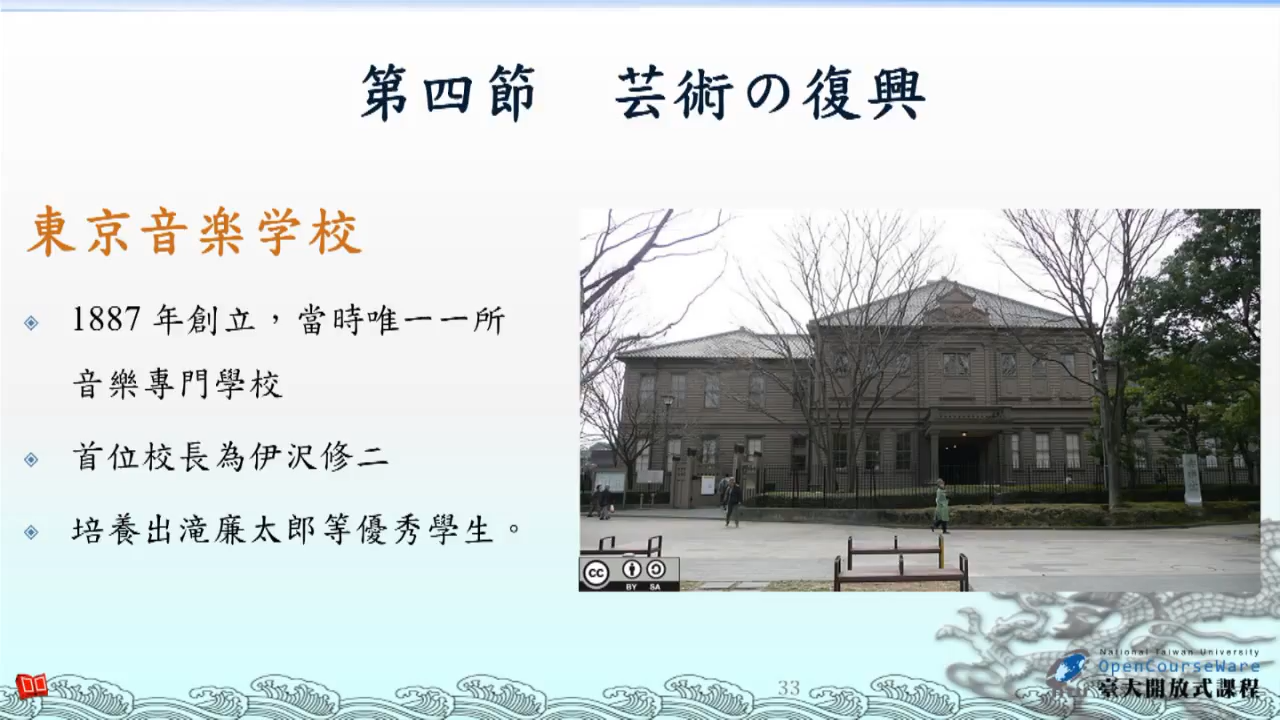 第四節　芸術の復興
東京音楽学校
1887 年創立，當時唯一一所
音樂專門學校
首位校長為伊沢修二
培養出滝廉太郎等優秀學生。
cc BY SA
33
National Taiwan University
OpenCourseWare
臺大開放式課程